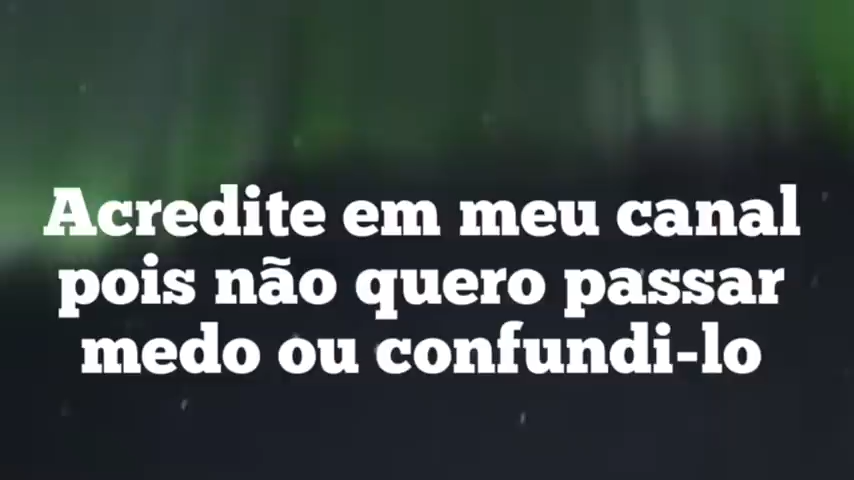 Acredite em meu canal
pois não quero passar
medo ou confundi-lo